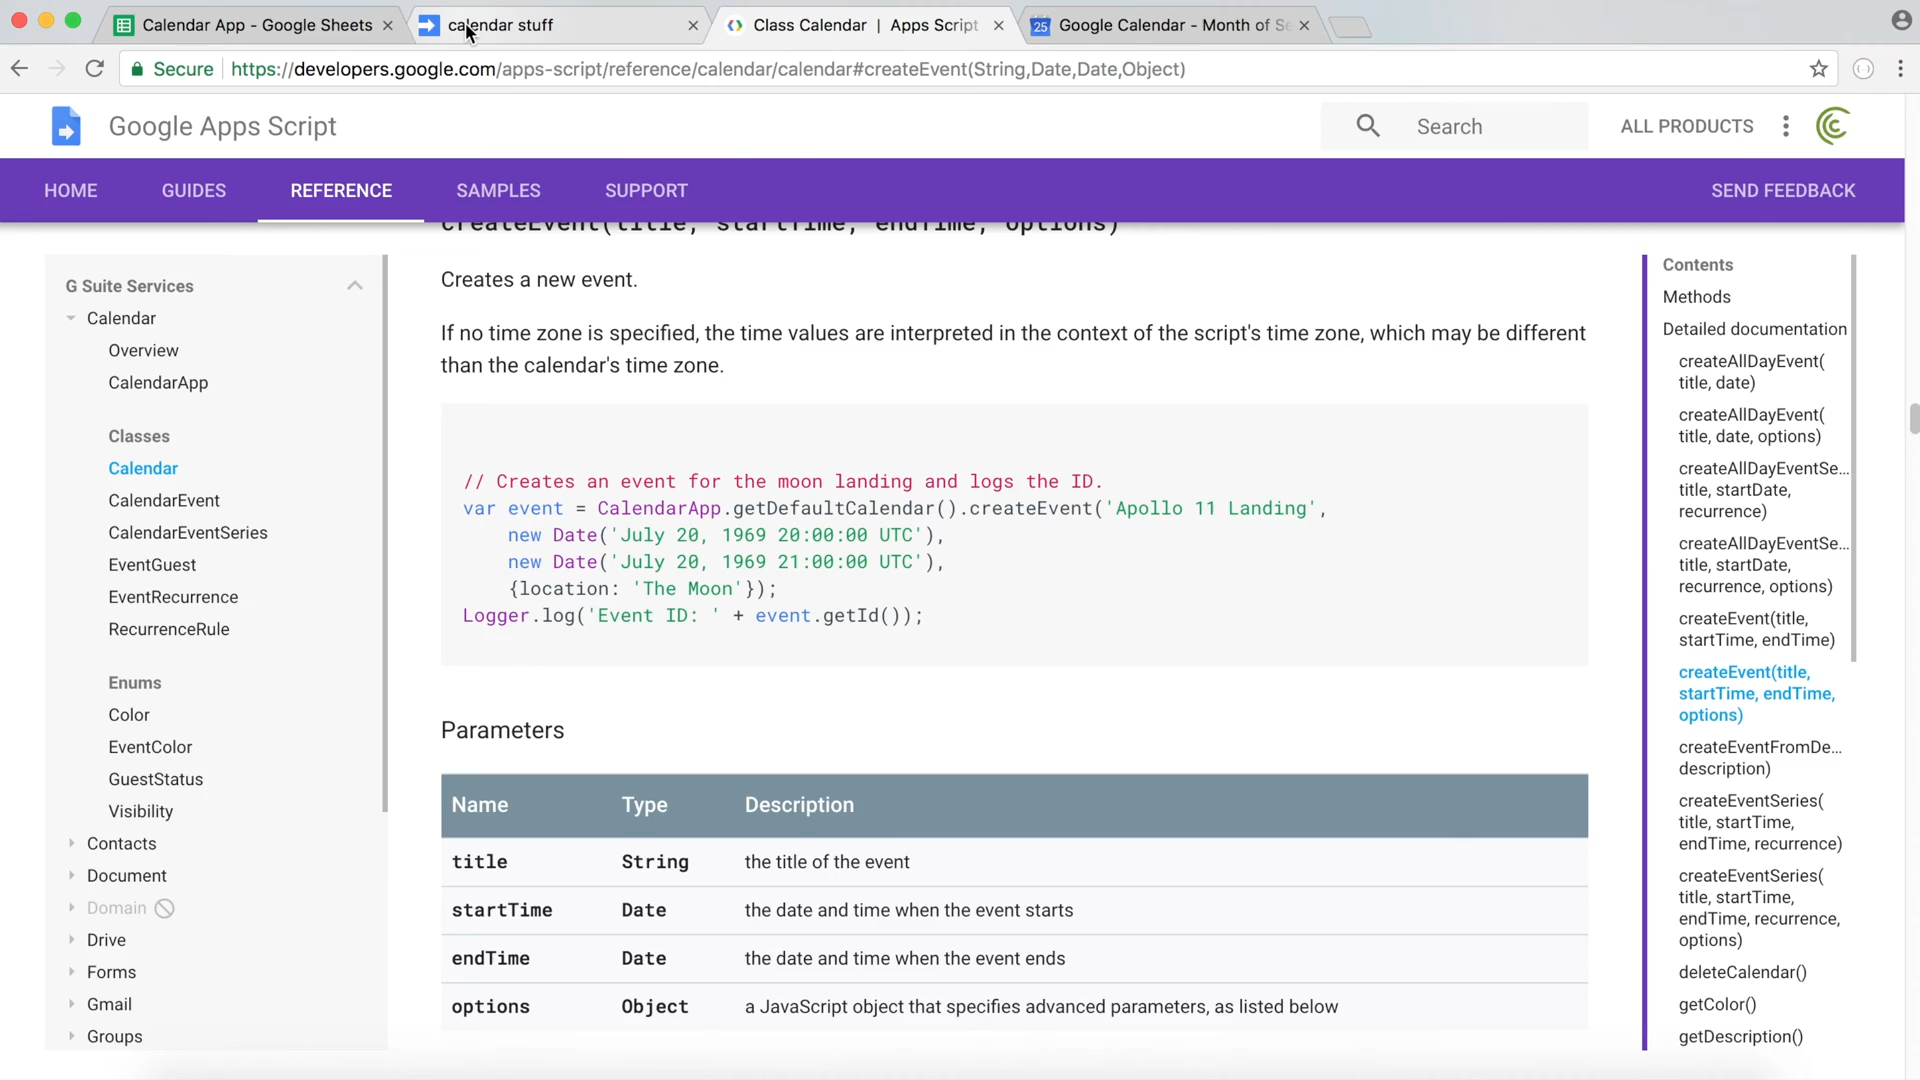 Calendar App - Google Sheets
calendar stuff
Class Calendar | Apps Script
25
Google Calendar - Month of Se
Secure
https://developers.google.com/apps-script/reference/calendar/calendar#createEvent(String,Date,Date,Object)
Google Apps Script
Search
ALL PRODUCTS
HOME
GUIDES
REFERENCE
SAMPLES
SUPPORT
SEND FEEDBACK
createEvent(title, startTime, endTime, options)
G Suite Services
Calendar
Overview
CalendarApp
Classes
Calendar
CalendarEvent
CalendarEventSeries
EventGuest
EventRecurrence
RecurrenceRule
Enums
Color
EventColor
GuestStatus
Visibility
Contacts
Document
Domain
Drive
Forms
Gmail
Groups
Creates a new event.
If no time zone is specified, the time values are interpreted in the context of the script's time zone, which may be different
than the calendar's time zone.
// Creates an event for the moon landing and logs the ID.
var event = CalendarApp.getDefaultCalendar().createEvent('Apollo 11 Landing',
new Date('July 20, 1969 20:00:00 UTC'),
new Date('July 20, 1969 21:00:00 UTC'),
{location: 'The Moon'});
Logger.log('Event ID: ' + event.getId());
Parameters
Name Type Description
title String the title of the event
startTime Date the date and time when the event starts
endTime Date the date and time when the event ends
options Object a JavaScript object that specifies advanced parameters, as listed below
Contents
Methods
Detailed documentation
createAllDayEvent(
title, date)
createAllDayEvent(
title, date, options)
createAllDayEventSe...
title, startDate,
recurrence)
createAllDayEventSe...
title, startDate,
recurrence, options)
createEvent(title,
startTime, endTime)
createEvent(title,
startTime, endTime,
options)
createEventFromDe...
description)
createEventSeries(
title, startTime,
endTime, recurrence)
createEventSeries(
title, startTime,
endTime, recurrence,
options)
deleteCalendar()
getColor()
getDescription()